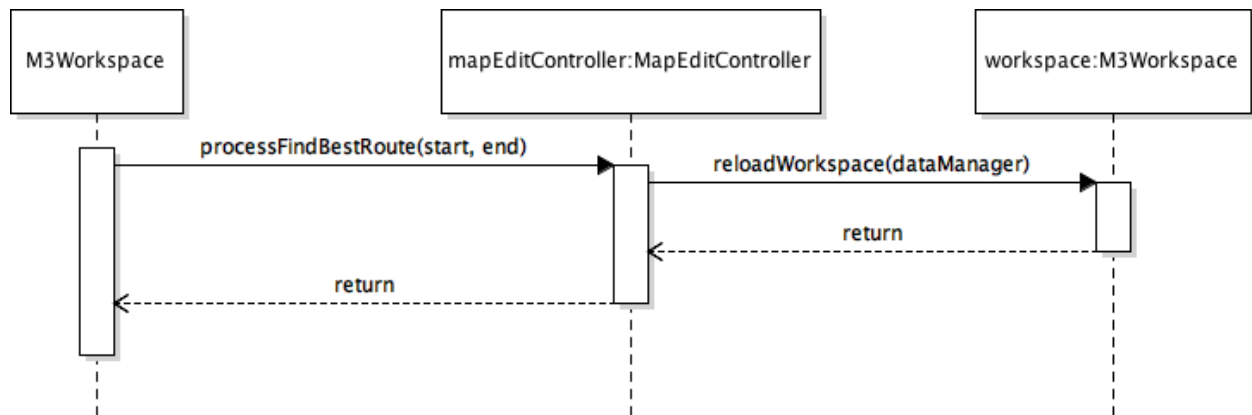 M3Workspace
mapEditController:MapEditController
workspace:M3Workspace
processFindBestRoute(start, end)
reloadWorkspace(dataManager)
return
return